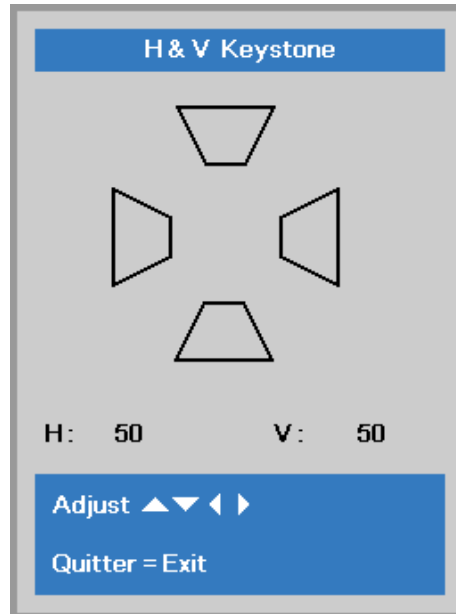 H & V Keystone
H: 50 V: 50
Adjust ▲▼◀▶
Quitter = Exit